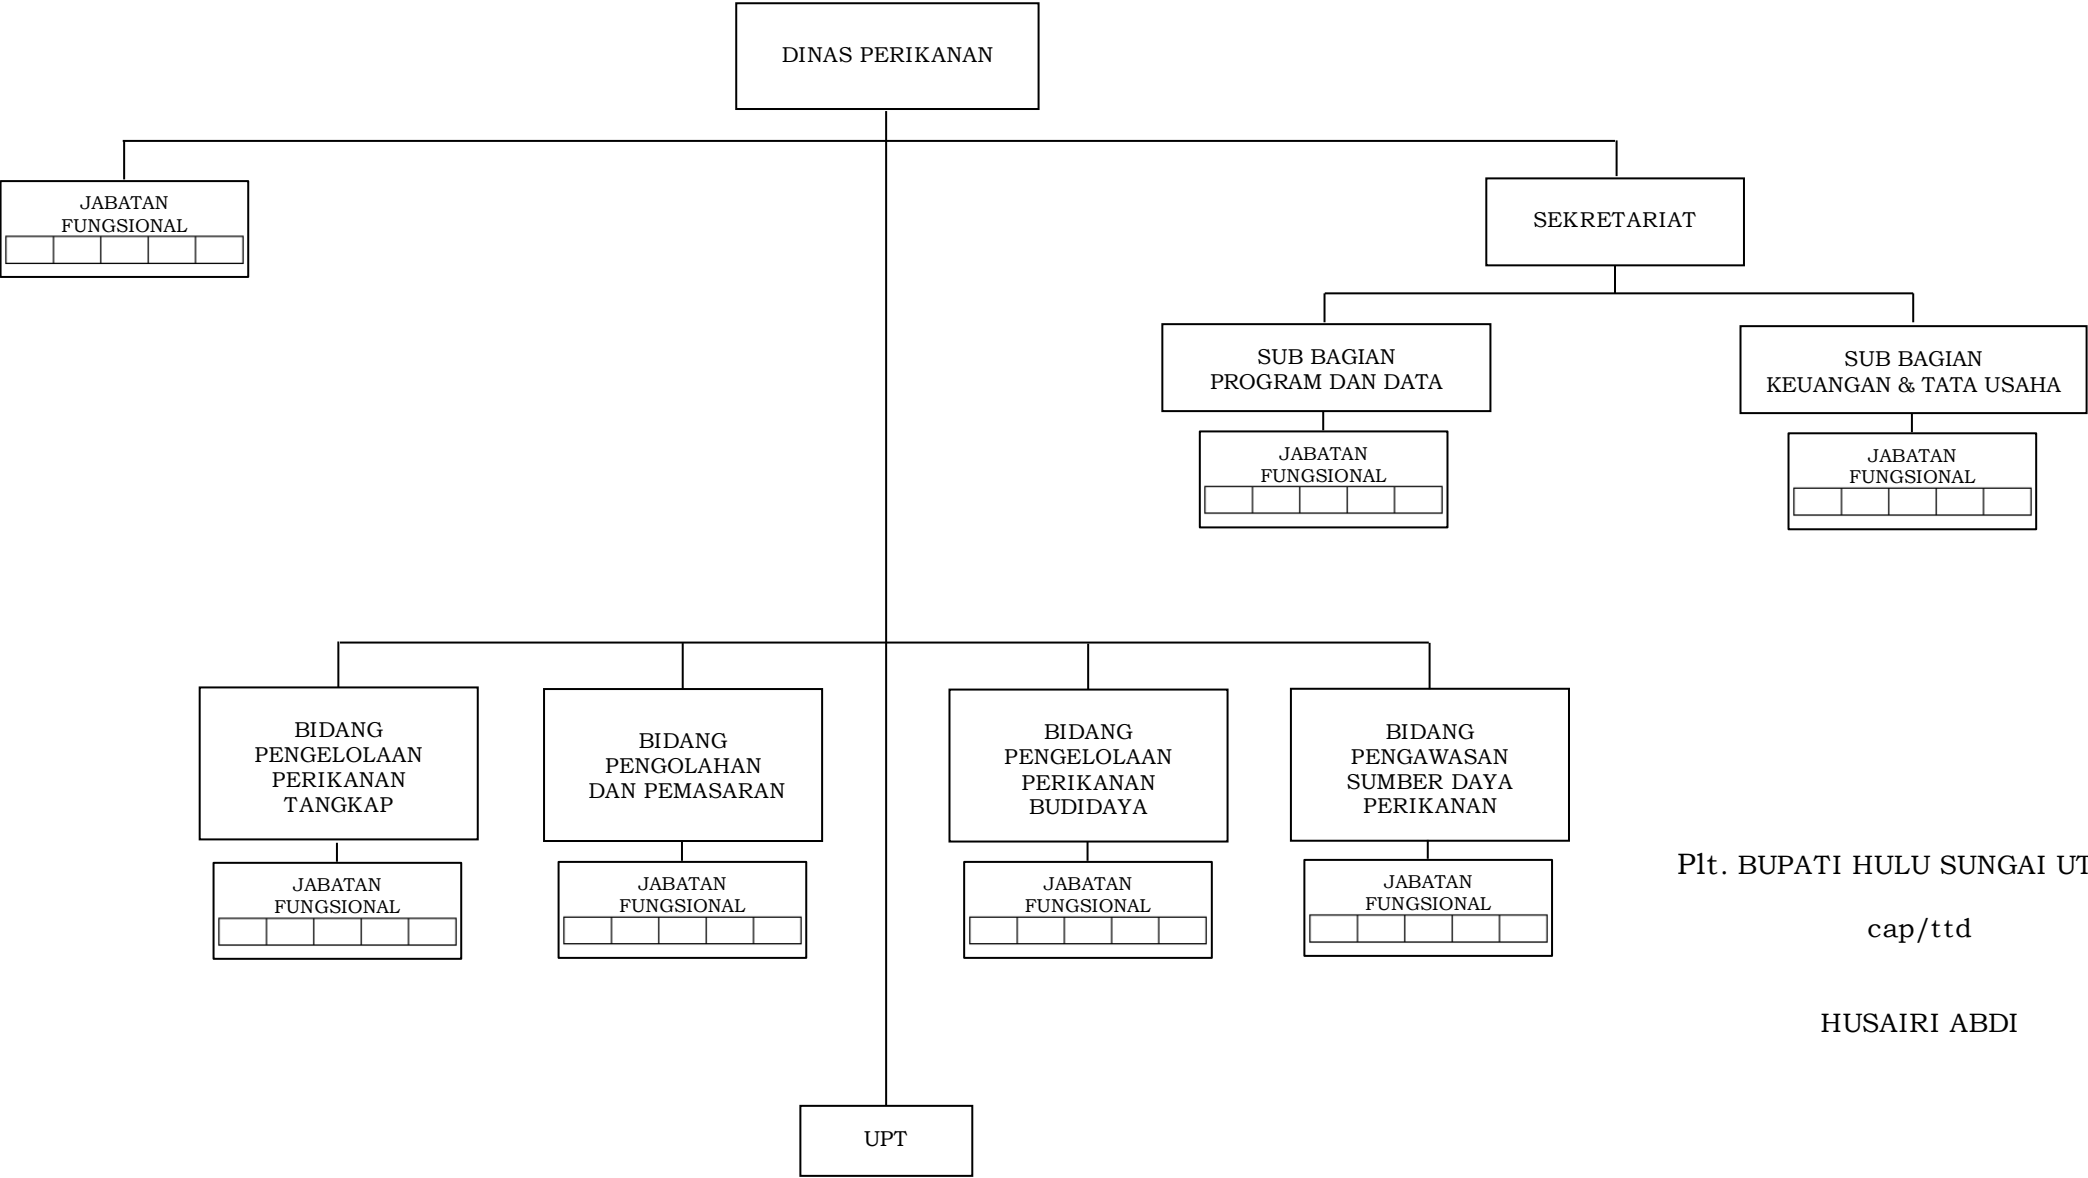 DINAS PERIKANAN
JABATAN
FUNGSIONAL
SEKRETARIAT
SUB BAGIAN
PROGRAM DAN DATA
SUB BAGIAN
KEUANGAN & TATA USAHA
JABATAN
FUNGSIONAL
JABATAN
FUNGSIONAL
BIDANG
PENGELOLAAN
PERIKANAN
TANGKAP
BIDANG
PENGOLAHAN
DAN PEMASARAN
BIDANG
PENGELOLAAN
PERIKANAN
BUDIDAYA
BIDANG
PENGAWASAN
SUMBER DAYA
PERIKANAN
JABATAN
FUNGSIONAL
JABATAN
FUNGSIONAL
JABATAN
FUNGSIONAL
JABATAN
FUNGSIONAL
Plt. BUPATI HULU SUNGAI
cap/ttd
HUSAIRI ABDI
UPT